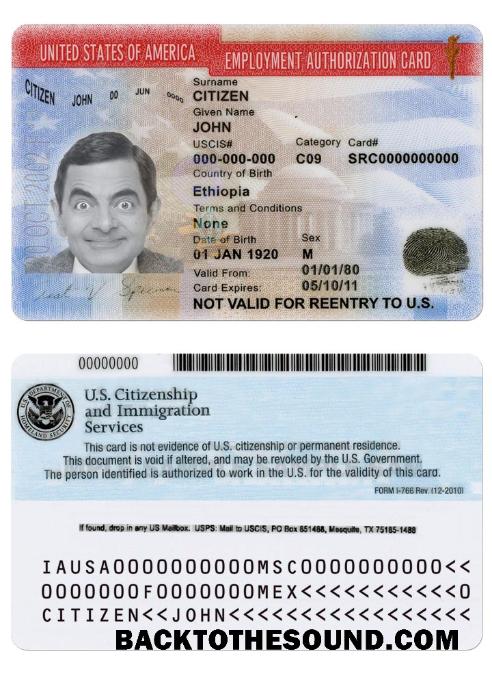 UNITED STATES OF AMERICA EMPLOYMENT AUTHORIZATION CARD
CITIZEN JOHN 00 JUN 0000
Surname
CITIZEN
Given Name
JOHN
USCIS# Category Card#
000-000-000 C09 SRC0000000000
Country of Birth
Ethiopia
Terms and Conditions
None
Date of Birth Sex
01 JAN 1920 M
Valid From: 01/01/80
Card Expires: 05/10/11
NOT VALID FOR REENTRY TO U.S.
00000000
U.S. DEPARTMENT OF HOMELAND SECURITY
U.S. Citizenship
and Immigration
Services
This card is not evidence of U.S. citizenship or permanent residence.
This document is void if altered, and may be revoked by the U.S. Government.
The person identified is authorized to work in the U.S. for the validity of this card.
FORM I-766 Rev. (12-2010)
If found, drop in any US Mailbox. USPS: Mail to USCIS, PO Box 851488, Mesquite, TX 75185-1488
IAUSA0000000000MSC0000000000<<
0000000F0000000MEX<<<<<<<<<<<0
CITIZEN<<JOHN<<<<<<<<<<<<<<<<<
BACKTOTHESOUND.COM